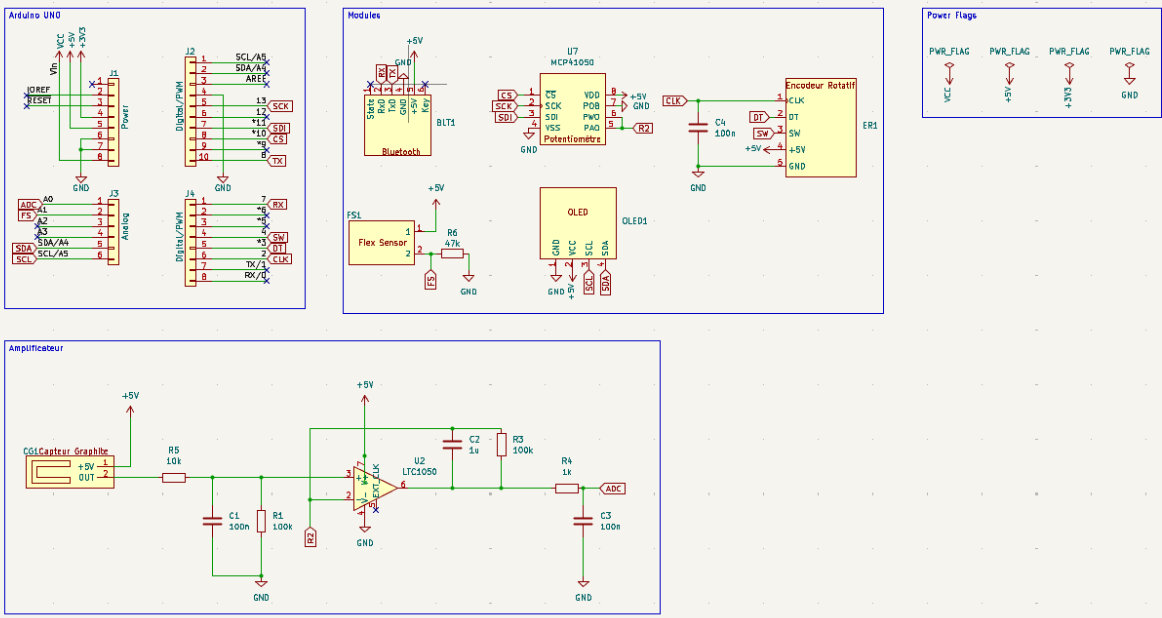 Arduino UNO
VCC
+5V
+3V3
Vin
J1
1
IOREF
2
RESET
3
4
5
6
7
8
Power
GND
J2
1
SCL/A5
2
SDA/A4
3
AREF
4
5
13
SCK
6
12
7
*11
SDI
8
*10
CS
9
*9
10
8
TX
Digital/PWM
GND
J3
ADC
A0
1
FS
A1
2
A2
3
A3
4
SDA
SDA/A4
5
SCL
SCL/A5
6
Analog
J4
1
7
RX
2
*6
3
*5
4
4
SW
5
*3
DT
6
2
CLK
7
TX/1
8
RX/0
Digital/PWM
Modules
+5V
GND
RX
TX
1
2
3
4
5
6
State
RxD
TxD
GND
+5V
Key
BLT1
Bluetooth
U7
MCP41050
CS
1
CS
SCK
2
SCK
SDI
3
SDI
4
VSS
GND
VDD
8
+5V
POB
7
GND
PWO
6
PAO
5
R2
Potentiomètre
Encodeur Rotatif
CLK
1
CLK
DT
2
DT
SW
3
SW
+5V
4
+5V
5
GND
ER1
C4
100n
GND
FS1
Flex Sensor
1
2
+5V
R6
47k
FS
GND
OLED
OLED1
GND
VCC
SCL
SDA
1
2
3
4
GND
+5V
SCL
SDA
Power Flags
PWR_FLAG
PWR_FLAG
PWR_FLAG
PWR_FLAG
VCC
+5V
+3V3
GND
Amplificateur
+5V
CG1
Capteur Graphite
+5V
1
OUT
2
R5
10k
C1
100n
R1
100k
GND
+5V
U2
LTC1050
3
2
7
6
4
5
EXT_CLK
GND
R2
C2
1u
R3
100k
R4
1k
ADC
C3
100n
GND